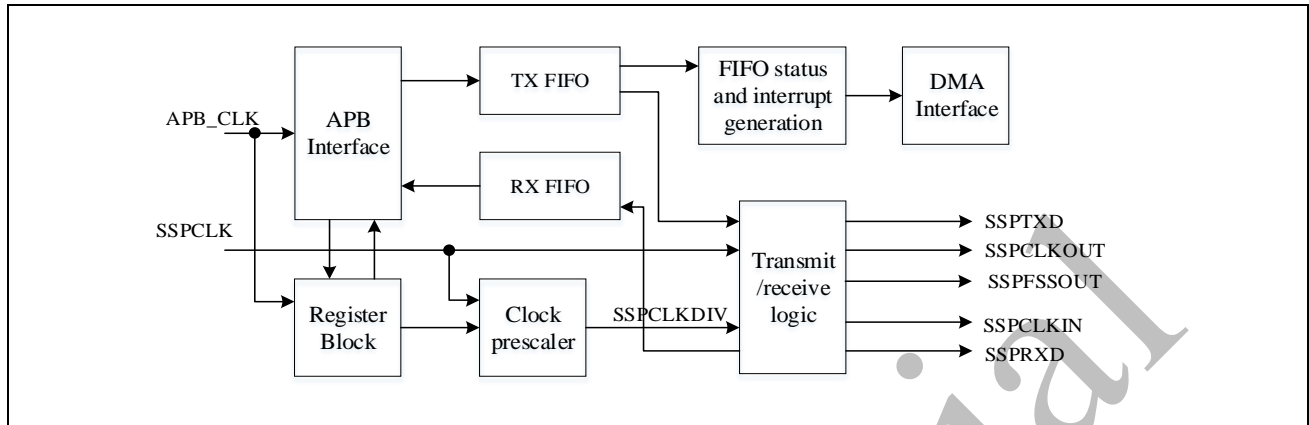 APB_CLK
APB
Interface
TX FIFO
FIFO status
and interrupt
generation
DMA
Interface
RX FIFO
SSPCLK
Register
Block
Clock
prescaler
SSPCLKDIV
Transmit
/receive
logic
SSPTXD
SSPCLKOUT
SSPFSSOUT
SSPCLKIN
SSPRXD
ial